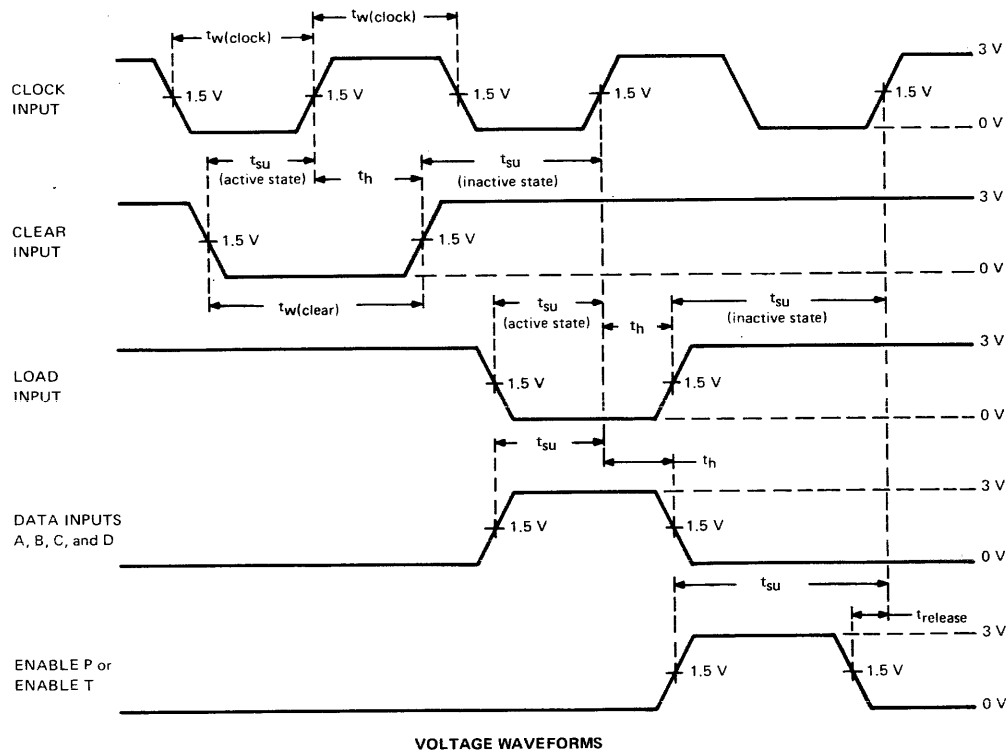 tw(clock) tw(clock)
3 V
CLOCK
INPUT
1.5 V 1.5 V 1.5 V 1.5 V 1.5 V
0 V
tsu
(active state)
th
tsu
(inactive state)
3 V
CLEAR
INPUT
1.5 V 1.5 V
0 V
tw(clear)
tsu
(active state)
th
tsu
(inactive state)
3 V
LOAD
INPUT
1.5 V 1.5 V
0 V
tsu
th
3 V
DATA INPUTS
A, B, C, and D
1.5 V 1.5 V
0 V
tsu
trelease
3 V
ENABLE P or
ENABLE T
1.5 V 1.5 V
0 V
VOLTAGE WAVEFORMS